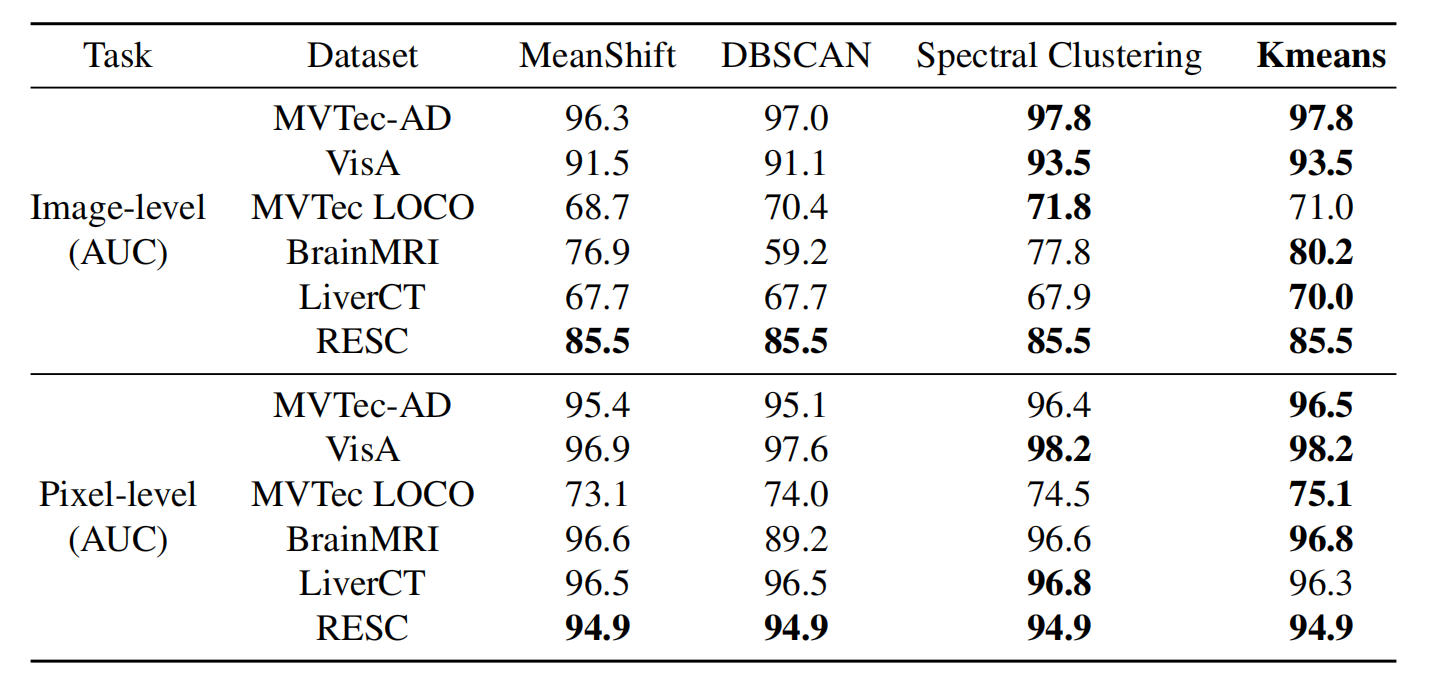 Task Dataset MeanShift DBSCAN Spectral Clustering Kmeans
MVTec-AD 96.3 97.0 97.8 97.8
VisA 91.5 91.1 93.5 93.5
Image-level MVTec LOCO 68.7 70.4 71.8 71.0
(AUC) BrainMRI 76.9 59.2 77.8 80.2
LiverCT 67.7 67.7 67.9 70.0
RESC 85.5 85.5 85.5 85.5
MVTec-AD 95.4 95.1 96.4 96.5
VisA 96.9 97.6 98.2 98.2
Pixel-level MVTec LOCO 73.1 74.0 74.5 75.1
(AUC) BrainMRI 96.6 89.2 96.6 96.8
LiverCT 96.5 96.5 96.8 96.3
RESC 94.9 94.9 94.9 94.9